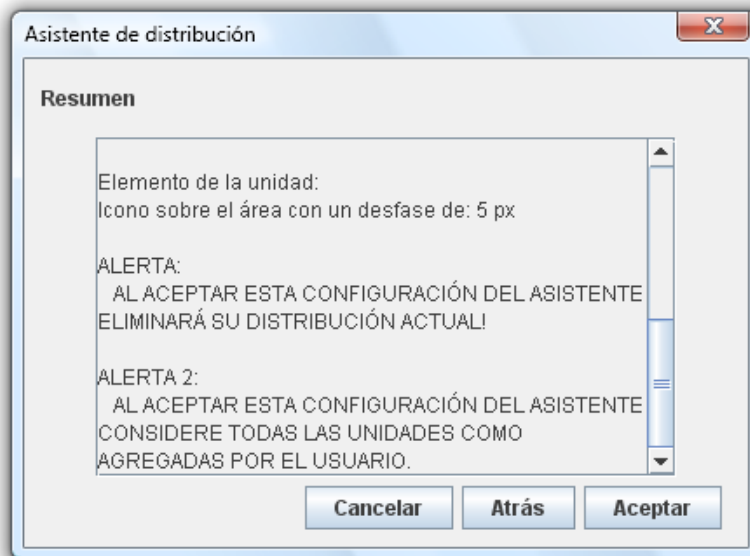 Asistente de distribución
Resumen
Elemento de la unidad:
Icono sobre el área con un desfase de: 5 px
ALERTA:
AL ACEPTAR ESTA CONFIGURACIÓN DEL ASISTENTE
ELIMINARÁ SU DISTRIBUCIÓN ACTUAL!
ALERTA 2:
AL ACEPTAR ESTA CONFIGURACIÓN DEL ASISTENTE
CONSIDERE TODAS LAS UNIDADES COMO
AGREGADAS POR EL USUARIO.
Cancelar Atrás Aceptar